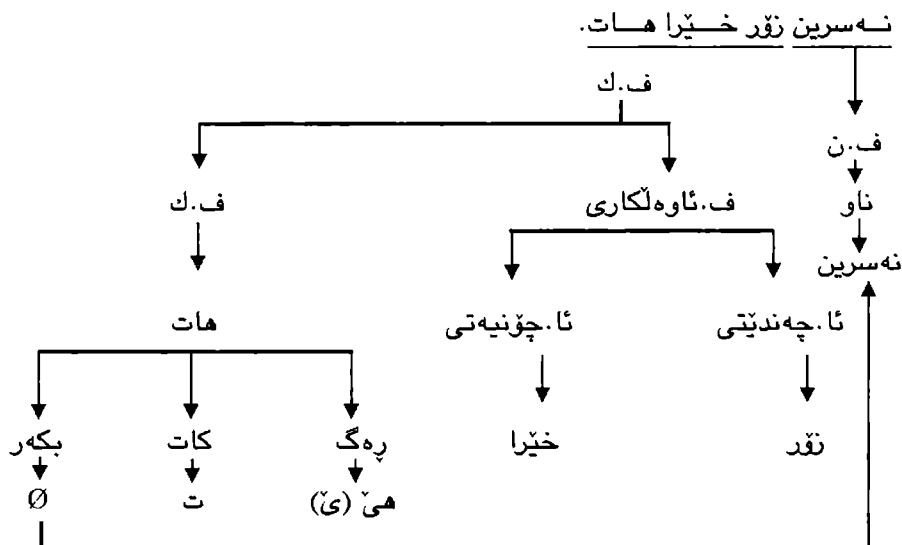 نەسرین زۆر خێرا هات.
ف.ك
ف.ن
ف.ئاوەڵکاری ف.ك
ناو
نەسرین
ئا.چەندێتی ئا.چۆنیەتی هات
زۆر خێرا ڕەگ کات بکەر
هێ (ێ) ت Ø